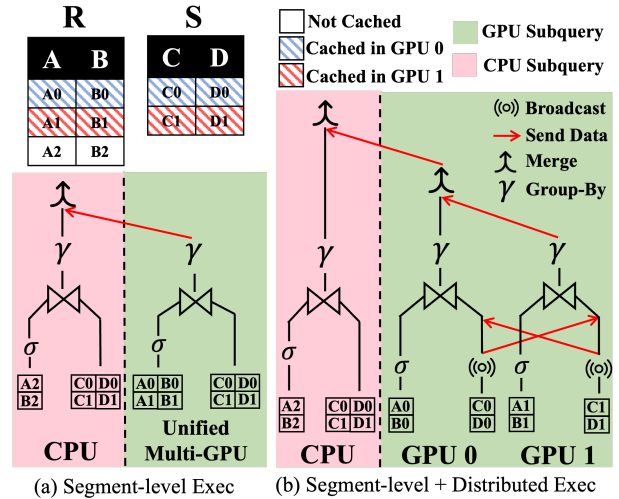 R S
A B
C D
A0 B0
A1 B1
A2 B2
C0 D0
C1 D1
Not Cached
Cached in GPU 0
Cached in GPU 1
GPU Subquery
CPU Subquery
Broadcast
Send Data
Merge
γ Group-By
γ γ
σ σ
A2
B2
C0 D0
C1 D1
A0 B0
A1 B1
C0 D0
C1 D1
CPU
Unified
Multi-GPU
(a) Segment-level Exec
γ γ γ
σ σ σ
A2
B2
C0 D0
C1 D1
A0
B0
C0
D0
A1
B1
C1
D1
CPU GPU 0 GPU 1
(b) Segment-level + Distributed Exec